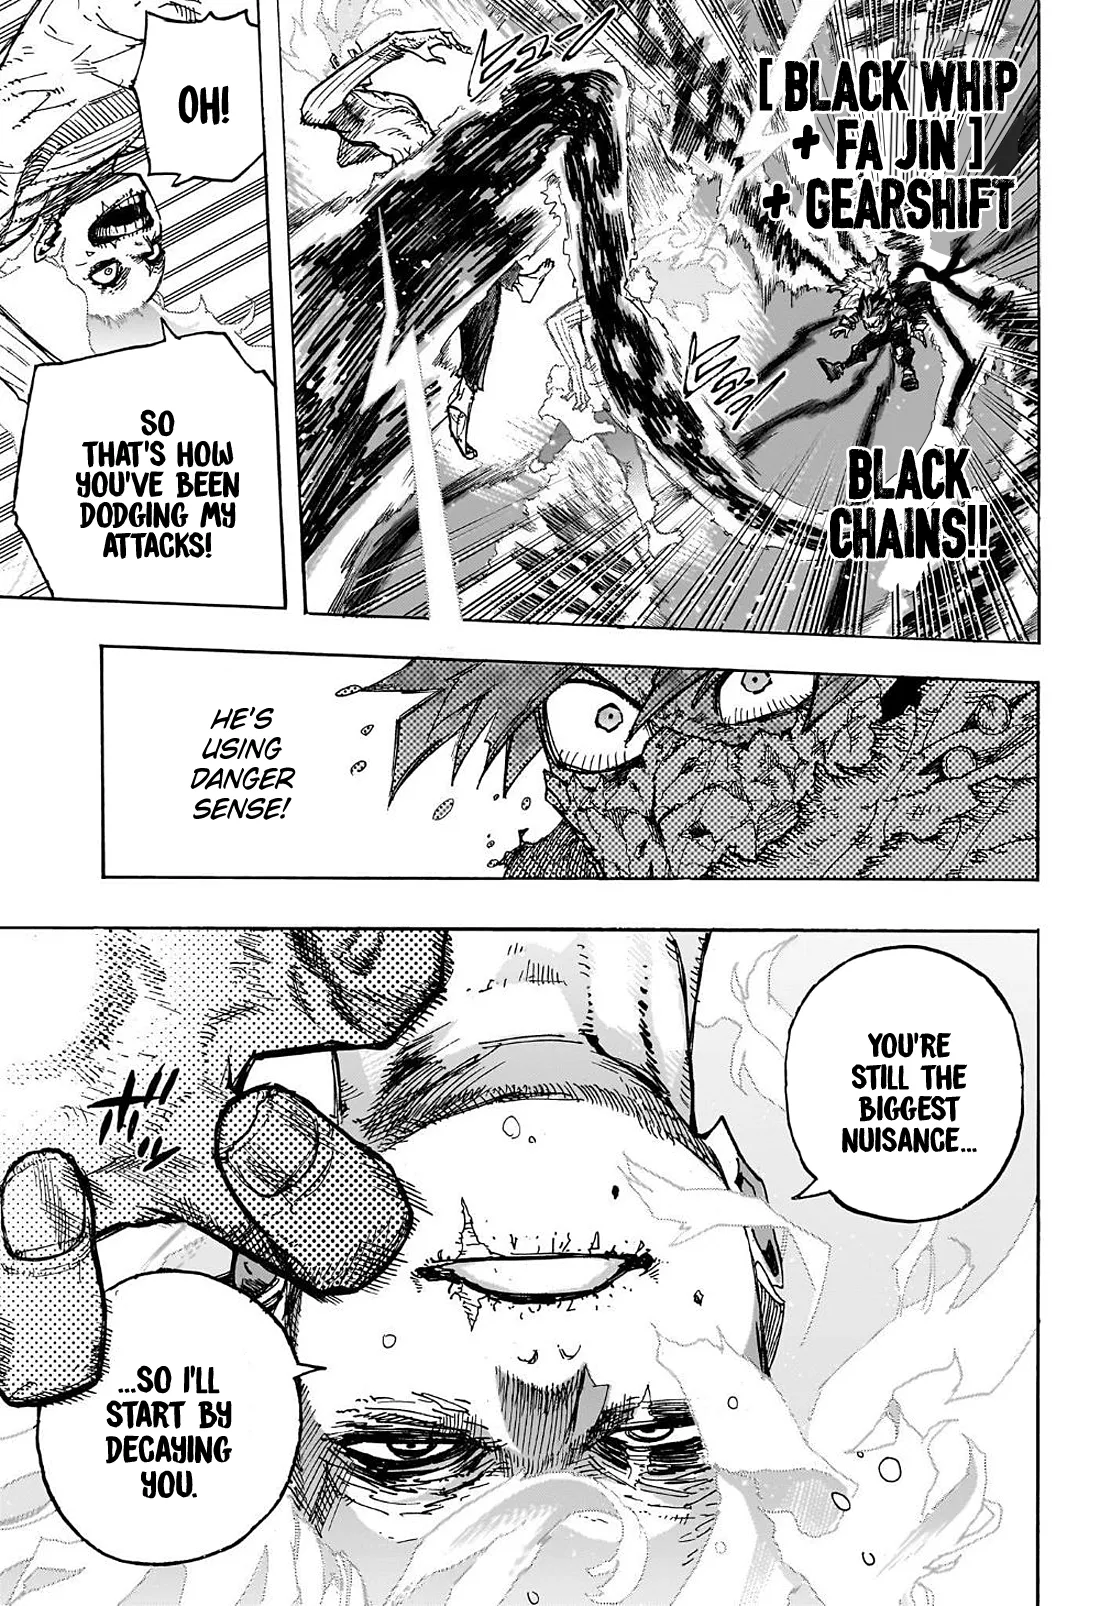 [ BLACK WHIP
+ FA JIN ]
+ GEARSHIFT
BLACK
CHAINS!!
OH!
SO
THAT'S HOW
YOU'VE BEEN
DODGING MY
ATTACKS!
HE'S
USING
DANGER
SENSE!
YOU'RE
STILL THE
BIGGEST
NUISANCE...
...SO I'LL
START BY
DECAYING
YOU.